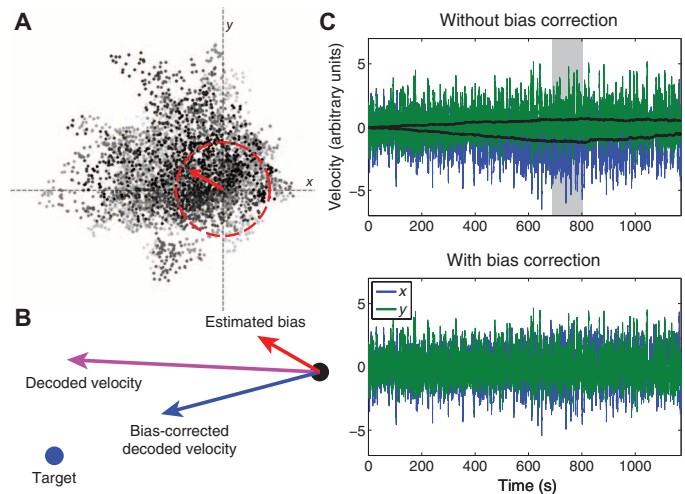 A
y
x
B
Estimated bias
Decoded velocity
Bias-corrected
decoded velocity
Target
C
Without bias correction
Velocity (arbitrary units)
5
0
−5
0
200
400
600
800
1000
With bias correction
x
y
5
0
−5
0
200
400
600
800
1000
Time (s)